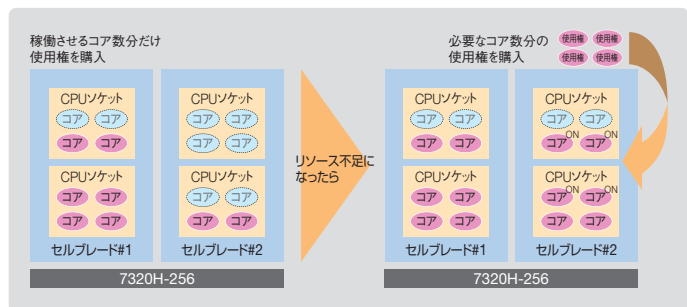 稼働させるコア数分だけ
使用権を購入
CPUソケット
コア コア
コア コア
CPUソケット
コア コア
コア コア
セルブレード#1
CPUソケット
コア コア
コア コア
CPUソケット
コア コア
コア コア
セルブレード#2
7320H-256
リソース不足に
なったら
必要なコア数分の
使用権を購入
使用権 使用権
使用権 使用権
CPUソケット
コア コア
コア コア
CPUソケット
コア コア
コア コア
セルブレード#1
CPUソケット
コア コア
ON ON
コア コア
CPUソケット
ON ON
コア コア
コア コア
セルブレード#2
7320H-256